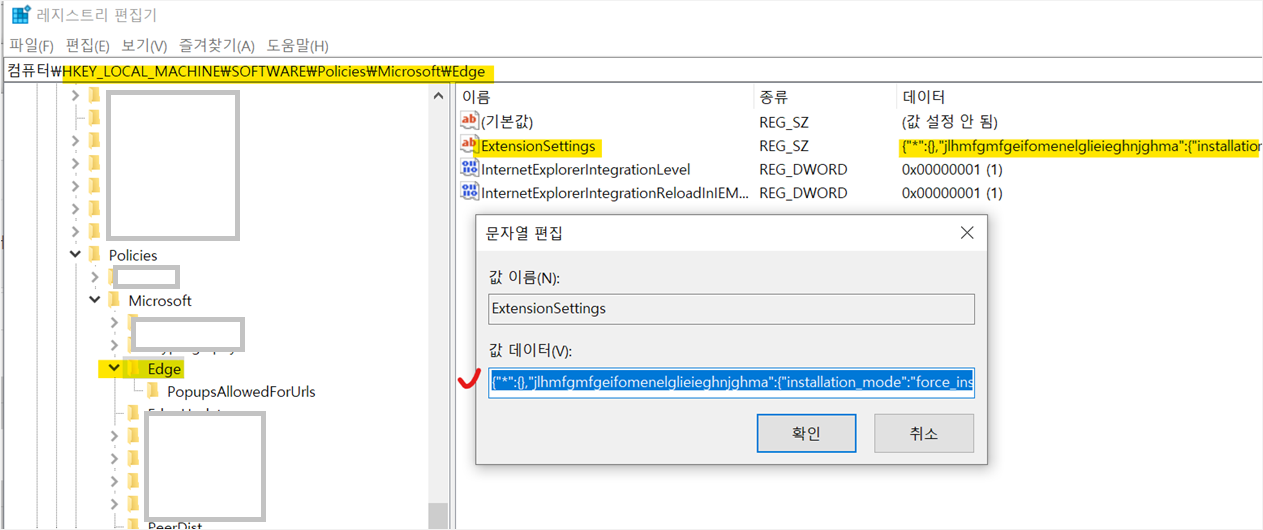 레지스트리 편집기
파일(F) 편집(E) 보기(V) 즐겨찾기(A) 도움말(H)
컴퓨터₩HKEY_LOCAL_MACHINE₩SOFTWARE₩Policies₩Microsoft₩Edge
이름 종류 데이터
(기본값) REG_SZ (값 설정 안 됨)
ExtensionSettings REG_SZ {"*":{},"jlhmfgmfgeifomenelglieieghnjghma":{"installation
InternetExplorerIntegrationLevel REG_DWORD 0x00000001 (1)
InternetExplorerIntegrationReloadInIEM... REG_DWORD 0x00000001 (1)
Policies
Microsoft
Edge
PopupsAllowedForUrls
PeerDist
문자열 편집
값 이름(N):
ExtensionSettings
값 데이터(V):
{"*":{},"jlhmfgmfgeifomenelglieieghnjghma":{"installation_mode":"force_ins
확인 취소